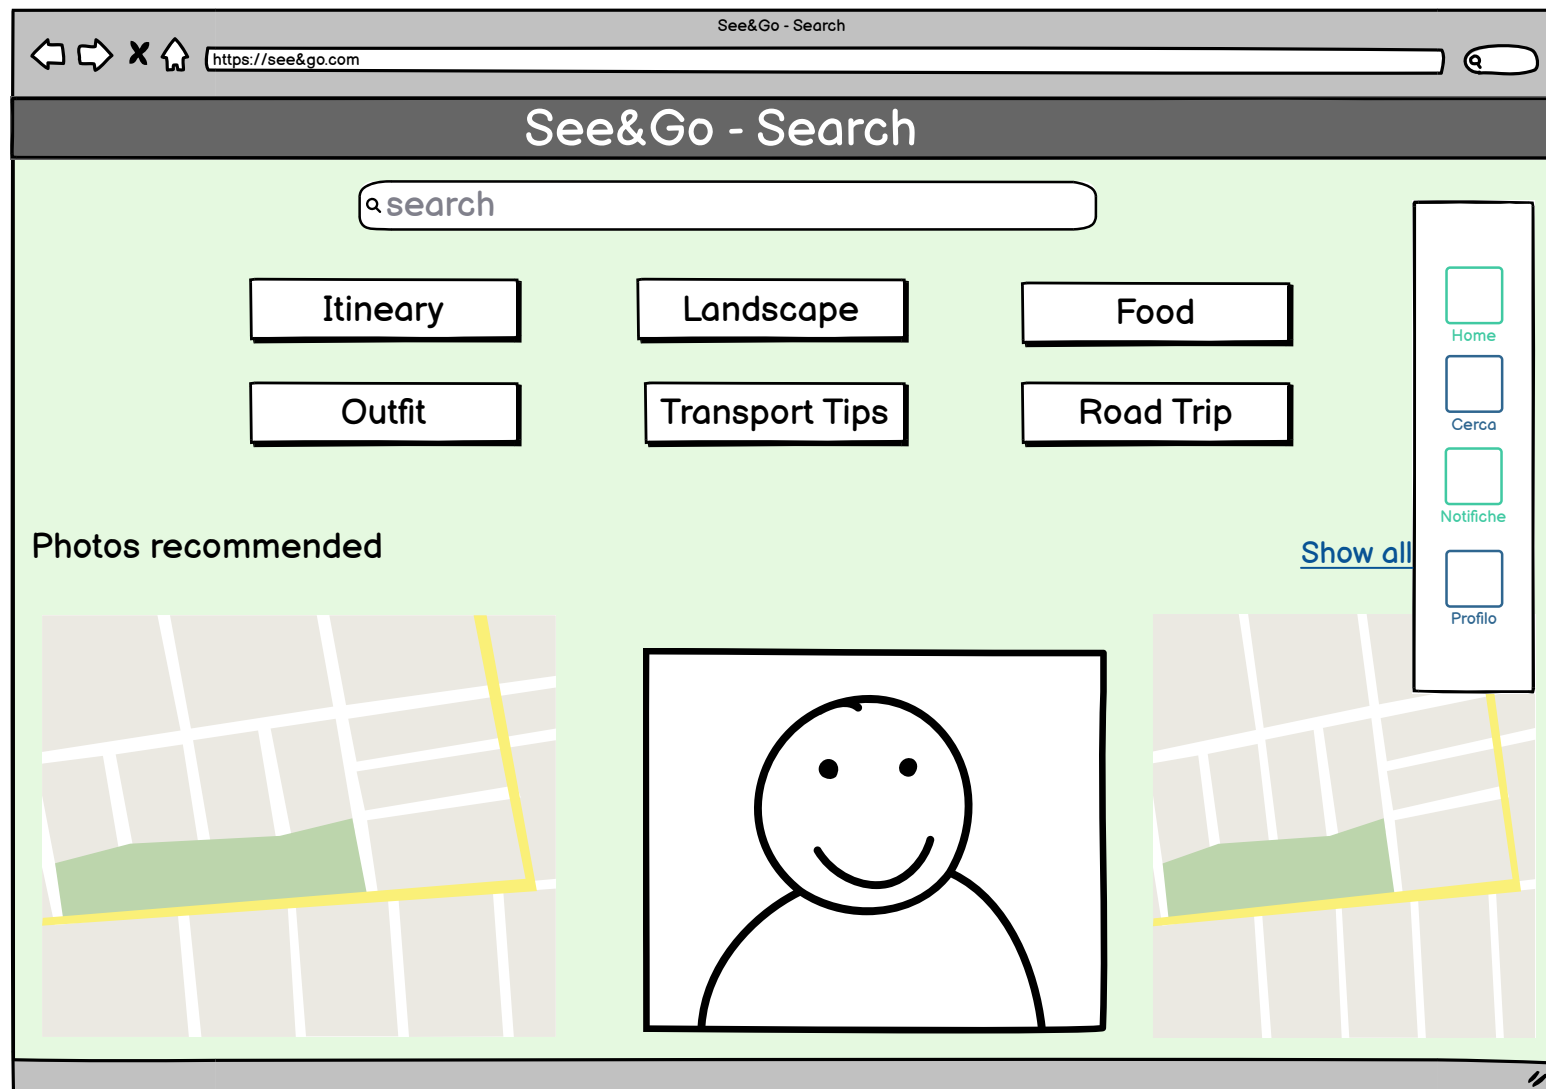 See&Go - Search
https://see&go.com
See&Go - Search
search
Itineary
Landscape
Food
Outfit
Transport Tips
Road Trip
Photos recommended
Show all
Home
Cerca
Notifiche
Profilo